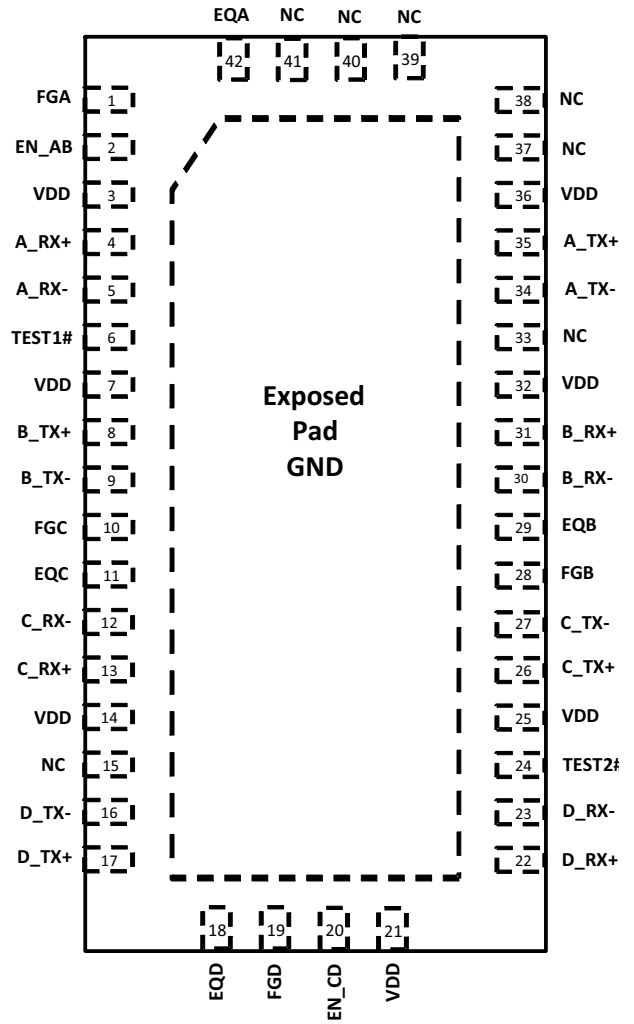 EQA NC NC NC
42 41 40 39
FGA 1 38 NC
EN_AB 2 37 NC
VDD 3 36 VDD
A_RX+ 4 35 A_TX+
A_RX- 5 34 A_TX-
TEST1# 6 33 NC
VDD 7 32 VDD
Exposed
Pad
GND
B_TX+ 8 31 B_RX+
B_TX- 9 30 B_RX-
FGC 10 29 EQB
EQC 11 28 FGB
C_RX- 12 27 C_TX-
C_RX+ 13 26 C_TX+
VDD 14 25 VDD
NC 15 24 TEST2#
D_TX- 16 23 D_RX-
D_TX+ 17 22 D_RX+
18 19 20 21
EQD FGD EN_CD VDD